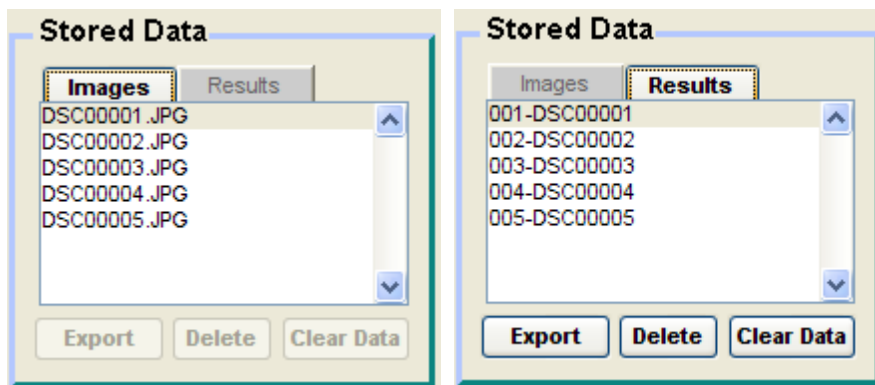 Stored Data
Images Results
DSC00001.JPG
DSC00002.JPG
DSC00003.JPG
DSC00004.JPG
DSC00005.JPG
Export Delete Clear Data
Stored Data
Images Results
001-DSC00001
002-DSC00002
003-DSC00003
004-DSC00004
005-DSC00005
Export Delete Clear Data